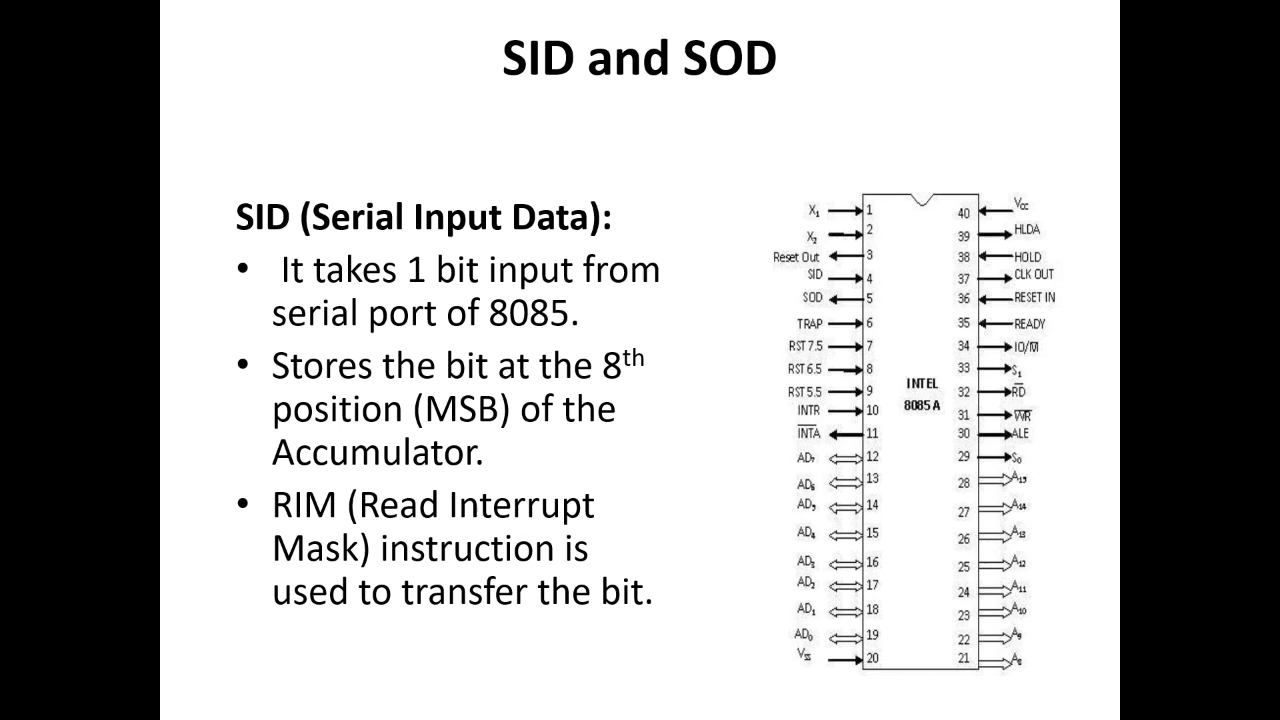 SID and SOD
SID (Serial Input Data):
• It takes 1 bit input from
serial port of 8085.
• Stores the bit at the 8th
position (MSB) of the
Accumulator.
• RIM (Read Interrupt
Mask) instruction is
used to transfer the bit.
X1 1 40 VCC
X2 2 39 HLDA
Reset Out 3 38 HOLD
SID 4 37 CLK OUT
SOD 5 36 RESET IN
TRAP 6 35 READY
RST 7.5 7 34 IO/M̅
RST 6.5 8 33 S1
RST 5.5 9 32 R̅D̅
INTR 10 31 W̅R̅
I̅N̅T̅A̅ 11 30 ALE
AD7 12 29 S0
AD6 13 28 A15
AD5 14 27 A14
AD4 15 26 A13
AD3 16 25 A12
AD2 17 24 A11
AD1 18 23 A10
AD0 19 22 A9
VSS 20 21 A8
INTEL
8085 A